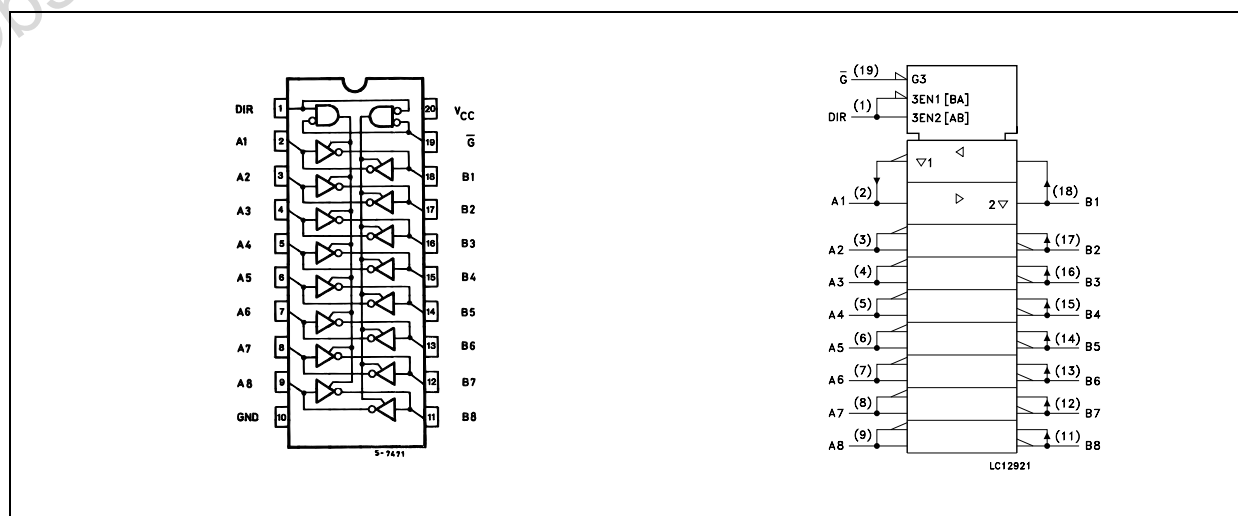 DIR 1 20 VCC
A1 2 19 G̅
A2 3 18 B1
A3 4 17 B2
A4 5 16 B3
A5 6 15 B4
A6 7 14 B5
A7 8 13 B6
A8 9 12 B7
GND 10 11 B8
S-7471
G̅ (19) G3
3EN1 [BA]
DIR (1) 3EN2 [AB]
▽1
A1 (2) 2▽ (18) B1
A2 (3) (17) B2
A3 (4) (16) B3
A4 (5) (15) B4
A5 (6) (14) B5
A6 (7) (13) B6
A7 (8) (12) B7
A8 (9) (11) B8
LC12921